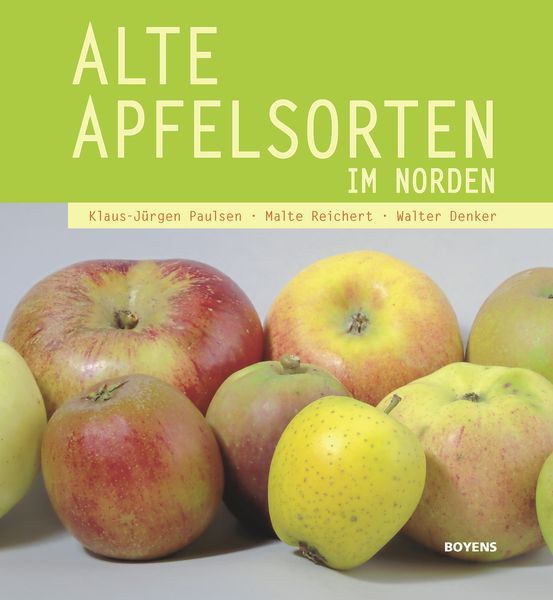 ALTE
APFELSORTEN
IM NORDEN
Klaus-Jürgen Paulsen · Malte Reichert · Walter Denker
BOYENS